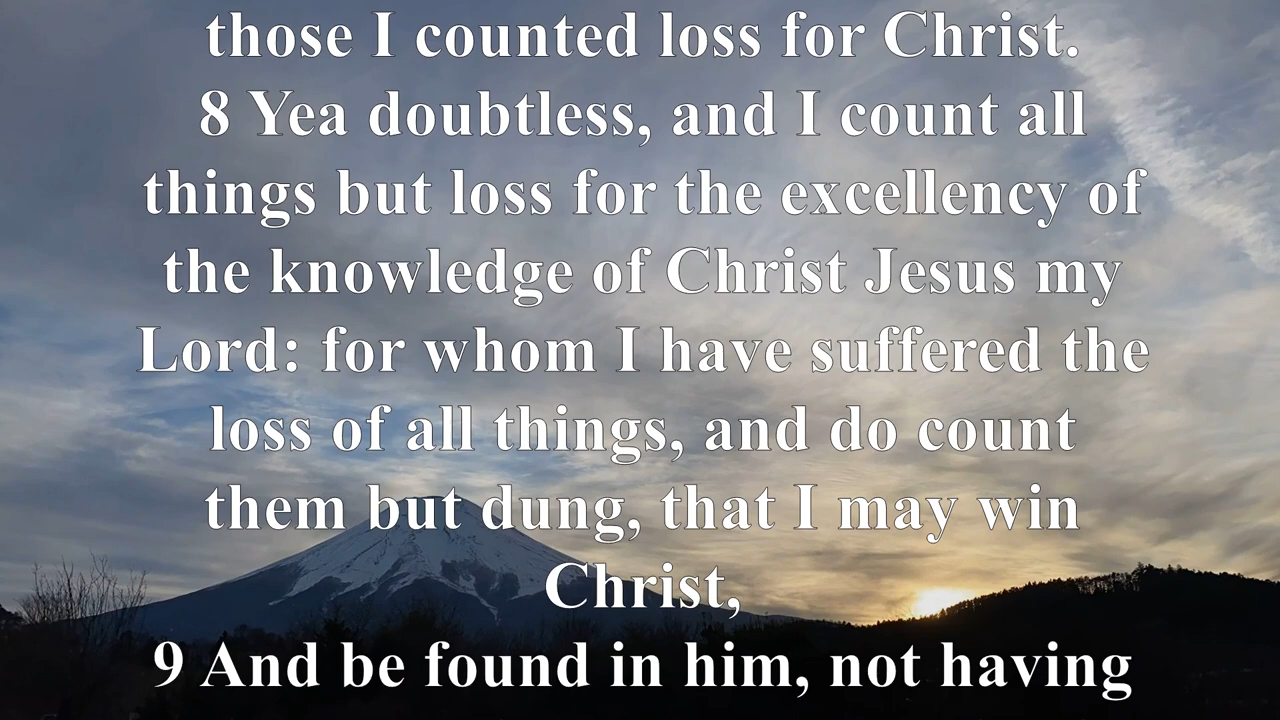 those I counted loss for Christ.
8 Yea doubtless, and I count all
things but loss for the excellency of
the knowledge of Christ Jesus my
Lord: for whom I have suffered the
loss of all things, and do count
them but dung, that I may win
Christ,
9 And be found in him, not having